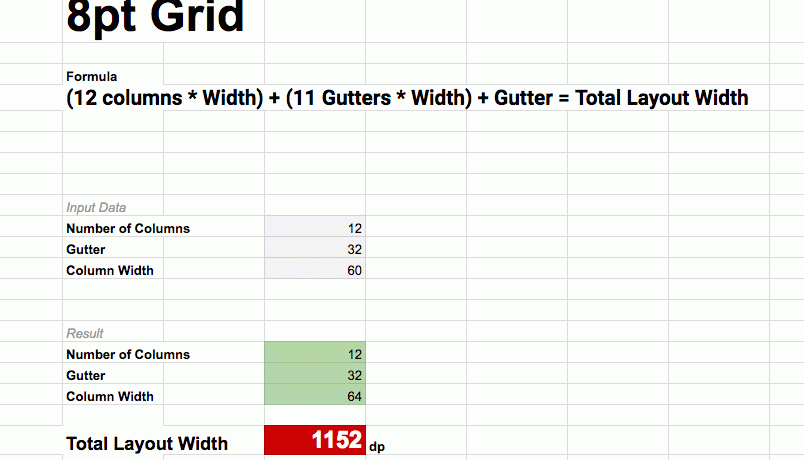 8pt Grid
Formula
(12 columns * Width) + (11 Gutters * Width) + Gutter = Total Layout Width
Input Data
Number of Columns 12
Gutter 32
Column Width 60
Result
Number of Columns 12
Gutter 32
Column Width 64
Total Layout Width 1152 dp